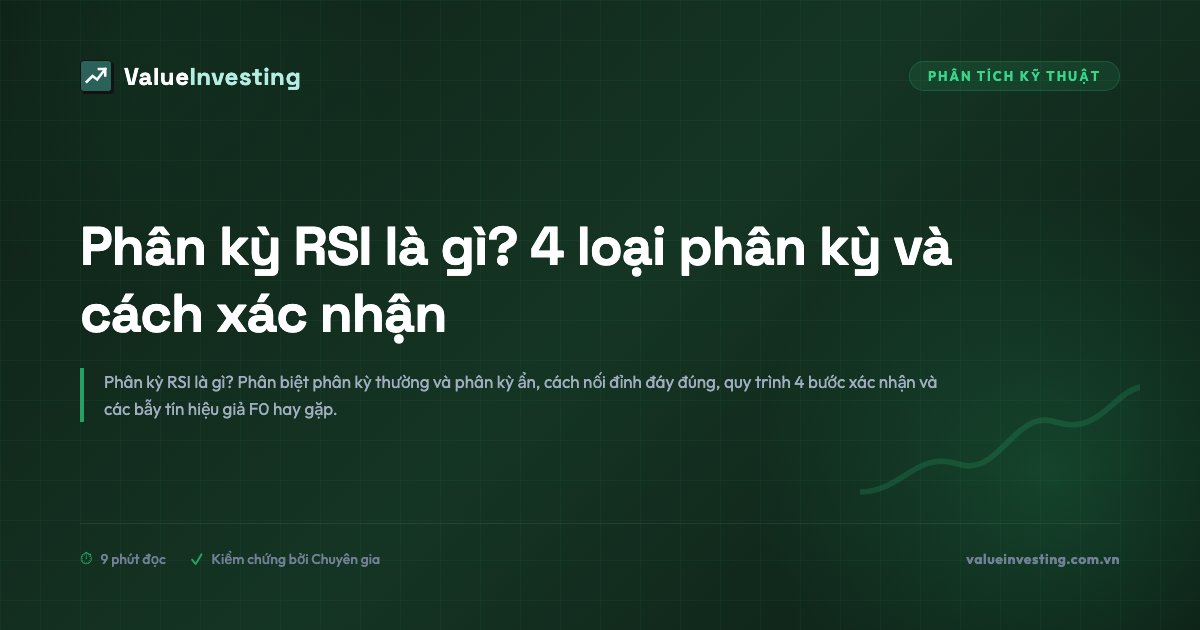 ValueInvesting
PHÂN TÍCH KỸ THUẬT
Phân kỳ RSI là gì? 4 loại phân kỳ và
cách xác nhận
Phân kỳ RSI là gì? Phân biệt phân kỳ thường và phân kỳ ẩn, cách nối đỉnh đáy đúng, quy trình 4 bước xác nhận và
các bẫy tín hiệu giả F0 hay gặp.
9 phút đọc
Kiểm chứng bởi Chuyên gia
valueinvesting.com.vn